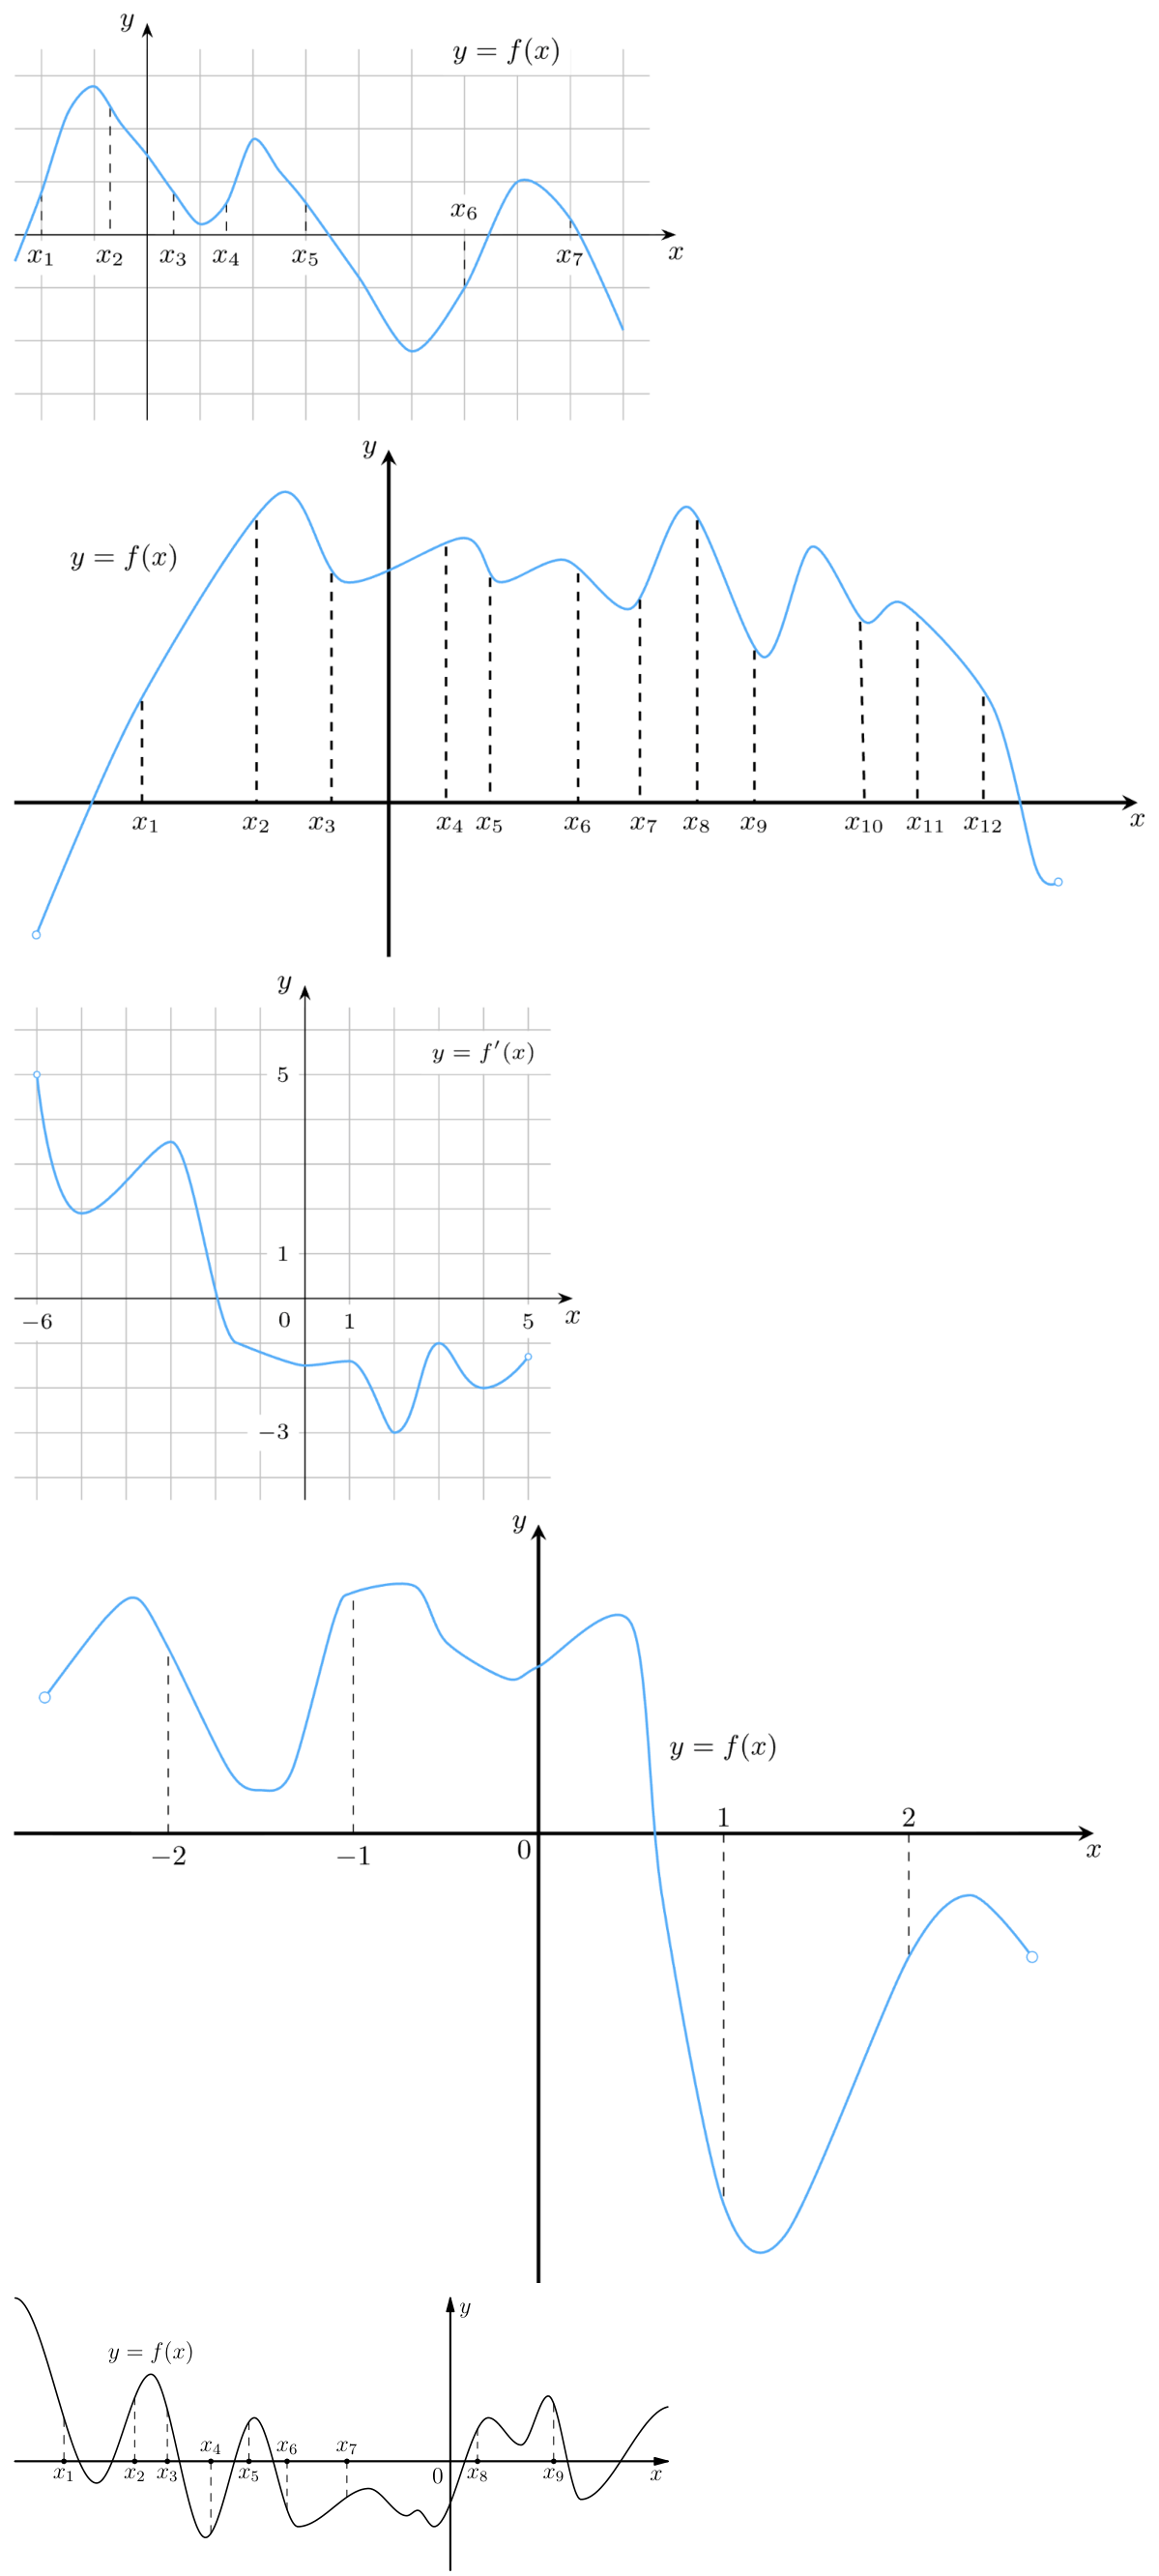 y
y = f(x)
x₆
x₁ x₂ x₃ x₄ x₅ x₇ x
y
y = f(x)
x₁ x₂ x₃ x₄ x₅ x₆ x₇ x₈ x₉ x₁₀ x₁₁ x₁₂ x
y
y = f′(x)
5
1
−6 0 1 5 x
−3
y
y = f(x)
1 2
−2 −1 0 x
y
y = f(x)
x₄ x₆ x₇
x₁ x₂ x₃ x₅ 0 x₈ x₉ x